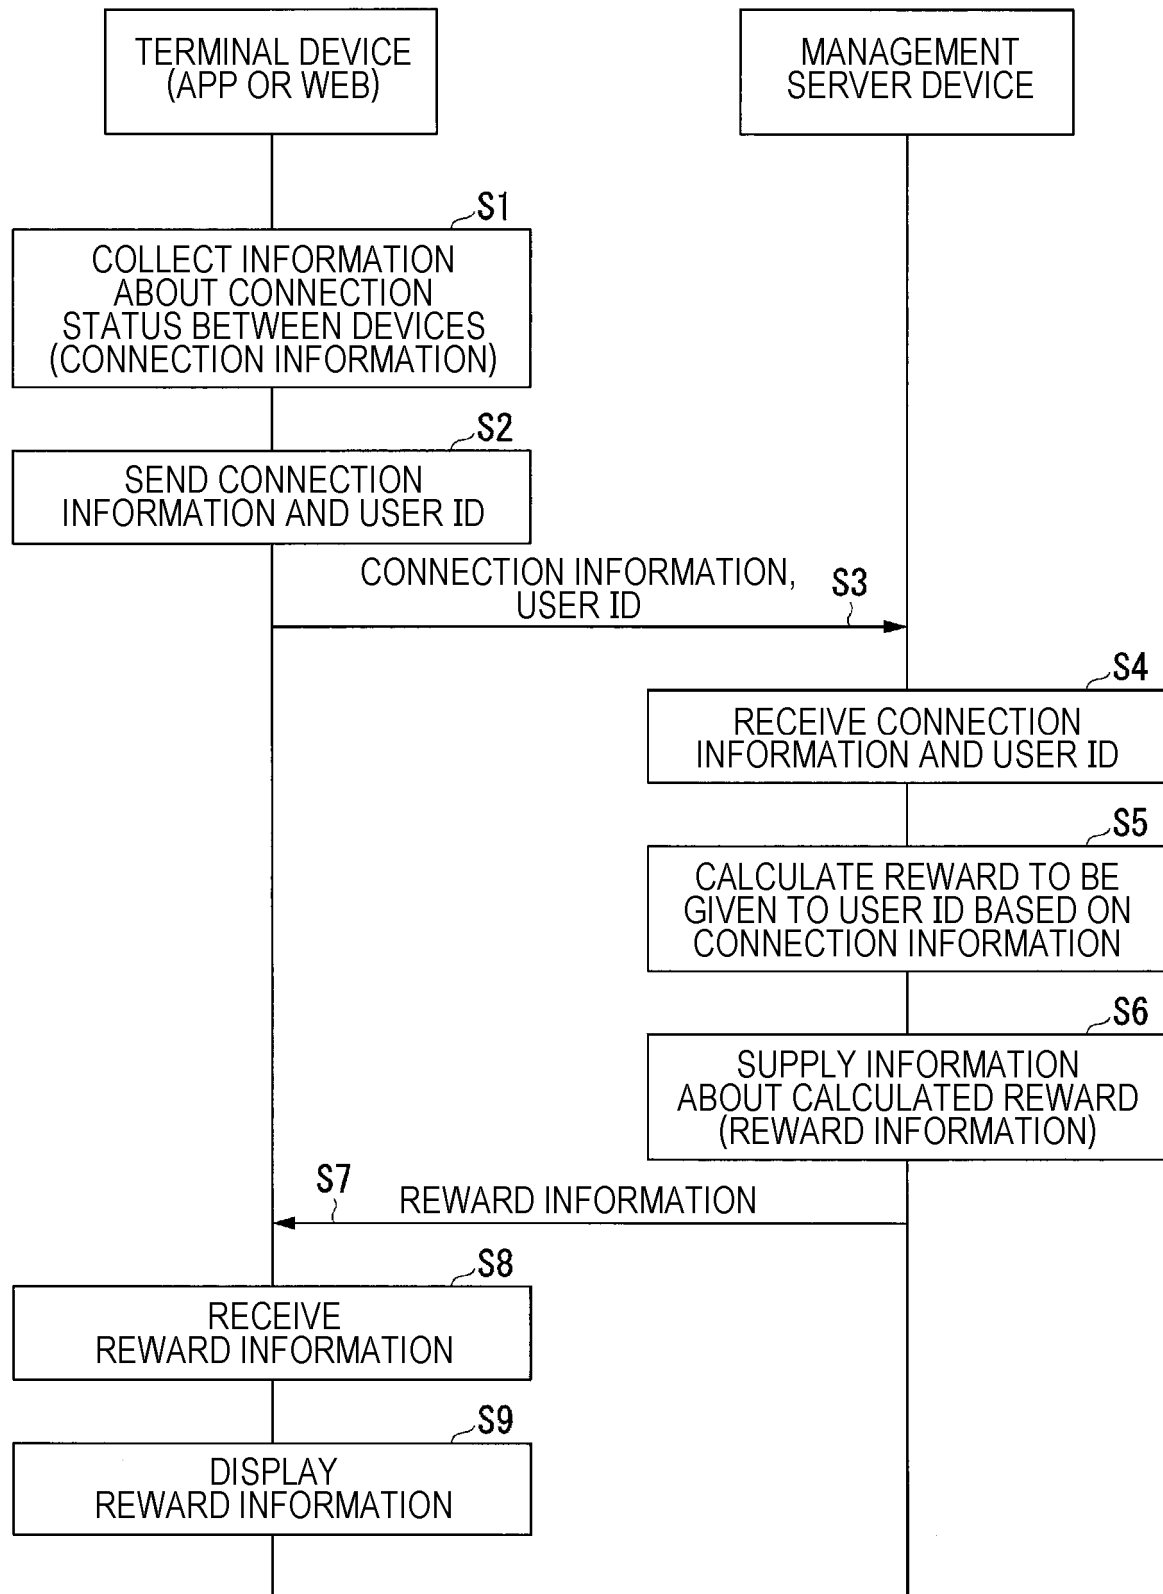 TERMINAL DEVICE
(APP OR WEB)
MANAGEMENT
SERVER DEVICE
S1
COLLECT INFORMATION
ABOUT CONNECTION
STATUS BETWEEN DEVICES
(CONNECTION INFORMATION)
S2
SEND CONNECTION
INFORMATION AND USER ID
CONNECTION INFORMATION,
USER ID
S3
S4
RECEIVE CONNECTION
INFORMATION AND USER ID
S5
CALCULATE REWARD TO BE
GIVEN TO USER ID BASED ON
CONNECTION INFORMATION
S6
SUPPLY INFORMATION
ABOUT CALCULATED REWARD
(REWARD INFORMATION)
S7
REWARD INFORMATION
S8
RECEIVE
REWARD INFORMATION
S9
DISPLAY
REWARD INFORMATION